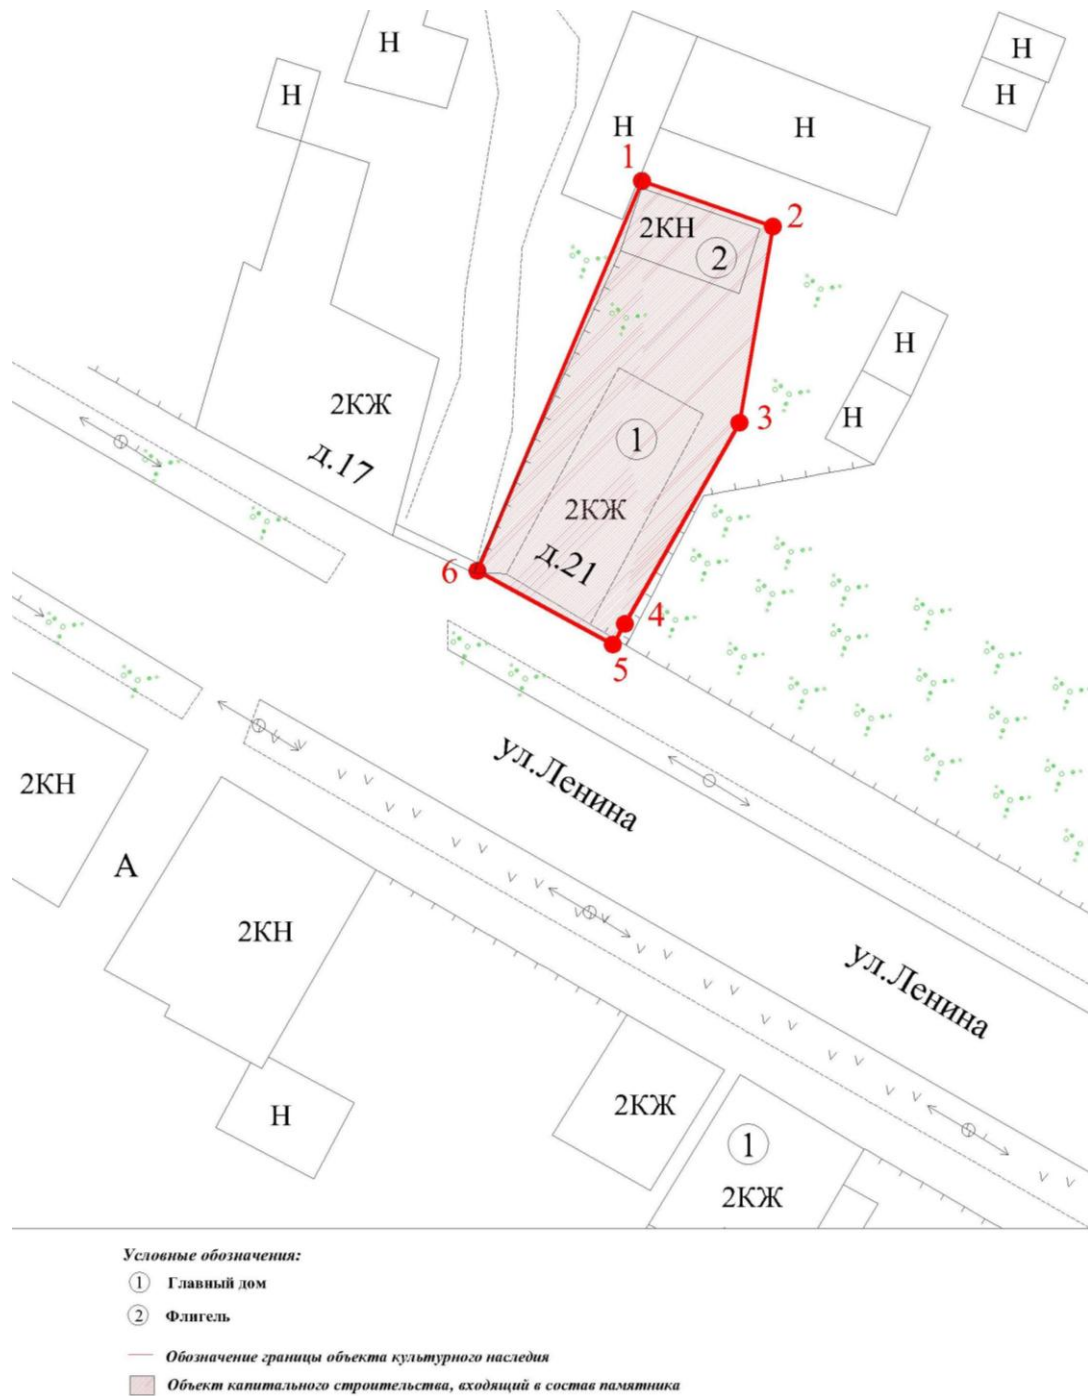 Н
Н
Н
Н
Н
Н
1
2
2КН
2
Н
2КЖ
3
Н
1
д.17
2КЖ
д.21
6
4
5
ул.Ленина
2КН
А
2КН
ул.Ленина
2КЖ
Н
1
2КЖ
Условные обозначения:
1 Главный дом
2 Флигель
Обозначение границы объекта культурного наследия
Объект капитального строительства, входящий в состав памятника